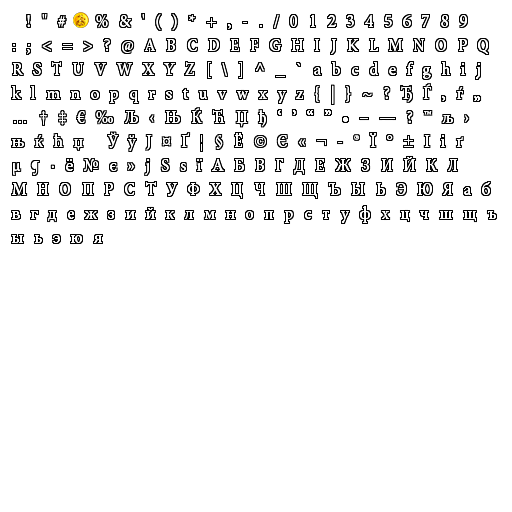 ! " # % & ' ( ) * + , - . / 0 1 2 3 4 5 6 7 8 9
: ; < = > ? @ A B C D E F G H I J K L M N O P Q
R S T U V W X Y Z [ \ ] ^ _ ` a b c d e f g h i j
k l m n o p q r s t u v w x y z { | } ~ ? Ђ Ѓ ‚ ѓ „
… † ‡ € ‰ Љ ‹ Њ Ќ Ћ Џ ђ ‘ ’ “ ” • – — ? ™ љ ›
њ ќ ћ џ Ў ў Ј ¤ Ґ ¦ § Ё © Є « ¬ - ® Ї ° ± І і ґ
µ ¶ · ё № є » ј Ѕ ѕ ї А Б В Г Д Е Ж З И Й К Л
М Н О П Р С Т У Ф Х Ц Ч Ш Щ Ъ Ы Ь Э Ю Я а б
в г д е ж з и й к л м н о п р с т у ф х ц ч ш щ ъ
ы ь э ю я